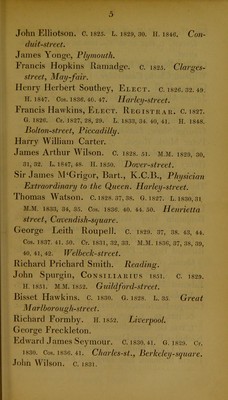 5
John Elliotson. C. 1825. L. 1829, 30. H. 1846. Con-
duit-street.
James Yonge, Plymouth.
Francis Hopkins Ramadge. C. 1825. Clarges-
street, May-fair.
Henry Herbert Southey, Elect. C. 1826, 32, 49.
H. 1847. Cos. 1836. 40. 47. Harley-street.
Francis Hawkins, Elect. Registrar. C. 1827.
G. 1826. Cr. 1827, 28, 29. L. 1833, 34, 40, 41. H. 1848.
Bolton-street, Piccadilly.
Harry William Carter.
James Arthur Wilson. C. 1828. 51. M.M. 1829, 30,
31, 32. L. 1847, 48. H. 1850. Dover-street.
Sir James M‘Grigor, Bart., K.C.B., Physician
Extraordinary to the Queen. Harley-street.
Thomas Watson. C. 1828. 37, 38. G. 1827. L. 1830, 31
M.M. 1833, 34, 35. Cos. 1836. 40. 44. 50. Henrietta
street, Cavendish-square.
George Leith Roupell. C. 1829. 37, 38. 43, 44.
Cos. 1837. 41. 50. Cr. 1831, 32, 33. M.M. 1836, 37, 38, 39,
40, 41, 42. Welbeck-street.
Richard Prichard Smith. Reading.
John Spurgin, Consiliarius 1851. C. 1829.
H. 1851. M.M. 1852. Guildford-street.
Bisset Hawkins. C. 1830. G. 1828. L. 35 Great
Marlborough-street.
Richard Formby. H. 1852. Liverpool.
George Freckleton.
Edward James Seymour. C. 1830, 41. G. 1829. Cr.
1830. Cos. 1836. 41. Charles-st., Berkeley-square.
John Wilson. C. 1831.